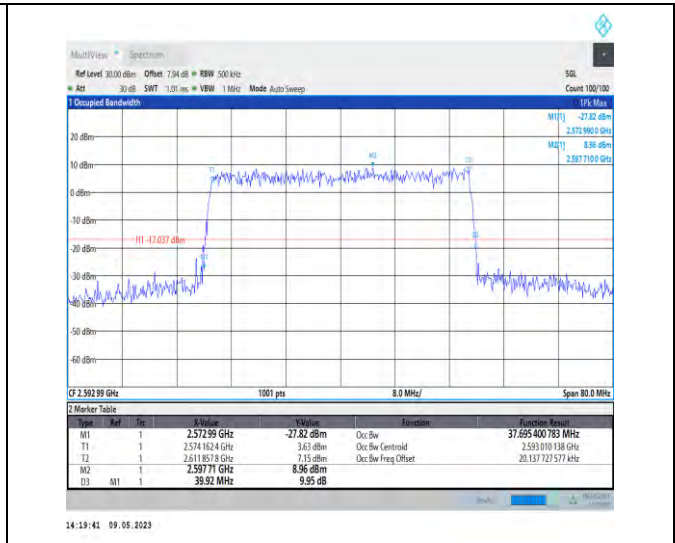 MultiView Spectrum
Ref Level 30.00 dBm Offset 7.94 dB RBW 500 kHz SGL
Att 30 dB SWT 1.01 ms VBW 1 MHz Mode Auto Sweep Count 100/100
1 Occupied Bandwidth 1Pk Max
M1[1] -27.82 dBm
2.572 990 0 GHz
M2[1] 8.96 dBm
2.597 710 0 GHz
20 dBm
M2
10 dBm
T1
0 dBm
-10 dBm
H1 -17.037 dBm
-20 dBm
-30 dBm
-40 dBm
-50 dBm
-60 dBm
CF 2.592 99 GHz 1001 pts 8.0 MHz/ Span 80.0 MHz
2 Marker Table
Type Ref Trc X-Value Y-Value Function Function Result
M1 1 2.572 99 GHz -27.82 dBm Occ Bw 37.695 400 783 MHz
T1 1 2.574 162 4 GHz 3.63 dBm Occ Bw Centroid 2.593 010 138 GHz
T2 1 2.611 857 8 GHz 7.15 dBm Occ Bw Freq Offset 20.137 727 577 kHz
M2 1 2.597 71 GHz 8.96 dBm
D3 M1 1 39.92 MHz 9.95 dB
14:19:41 09.05.2023